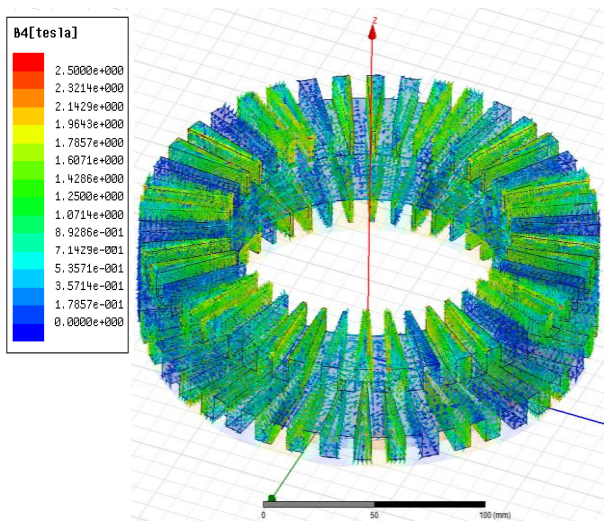 B4[tesla]
2.5000e+000
2.3214e+000
2.1429e+000
1.9643e+000
1.7857e+000
1.6071e+000
1.4286e+000
1.2500e+000
1.0714e+000
8.9286e-001
7.1429e-001
5.3571e-001
3.5714e-001
1.7857e-001
0.0000e+000
Z
0 50 100 (mm)